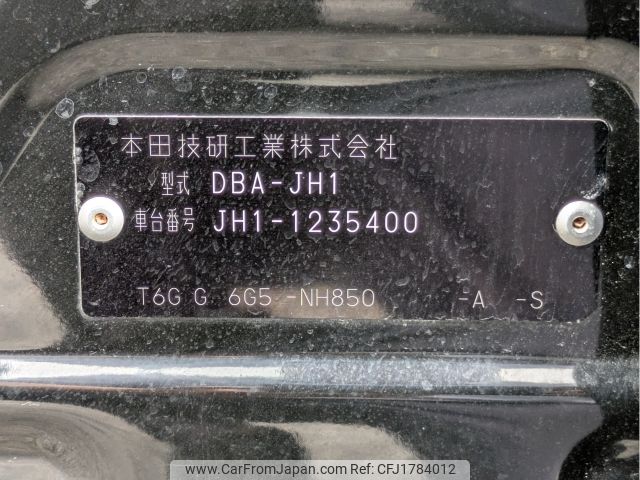 本田技研工業株式会社
型式 DBA-JH1
車台番号 JH1-1235400
T6G G 6G5 -NH850 -A -S
www.CarFromJapan.com | Ref:CFJ1784012